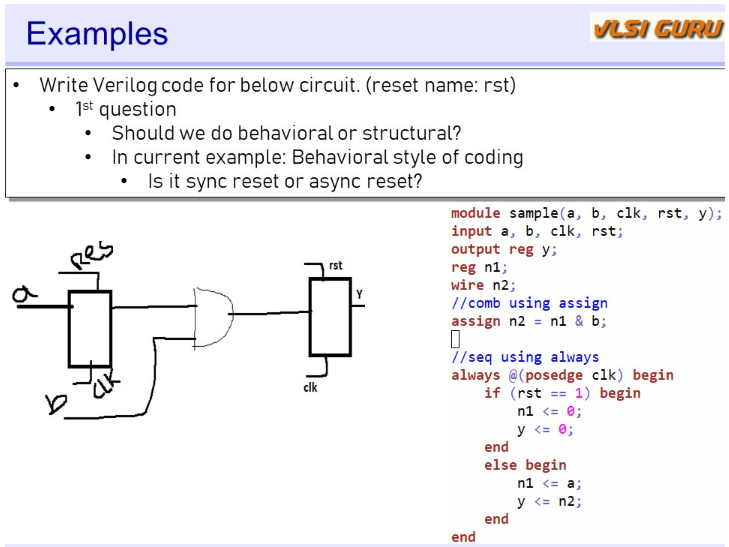 Examples
VLSI GURU
• Write Verilog code for below circuit. (reset name: rst)
• 1st question
• Should we do behavioral or structural?
• In current example: Behavioral style of coding
• Is it sync reset or async reset?
a
Res
clk
b
rst
Y
clk
module sample(a, b, clk, rst, y);
input a, b, clk, rst;
output reg y;
reg n1;
wire n2;
//comb using assign
assign n2 = n1 & b;
//seq using always
always @(posedge clk) begin
if (rst == 1) begin
n1 <= 0;
y <= 0;
end
else begin
n1 <= a;
y <= n2;
end
end